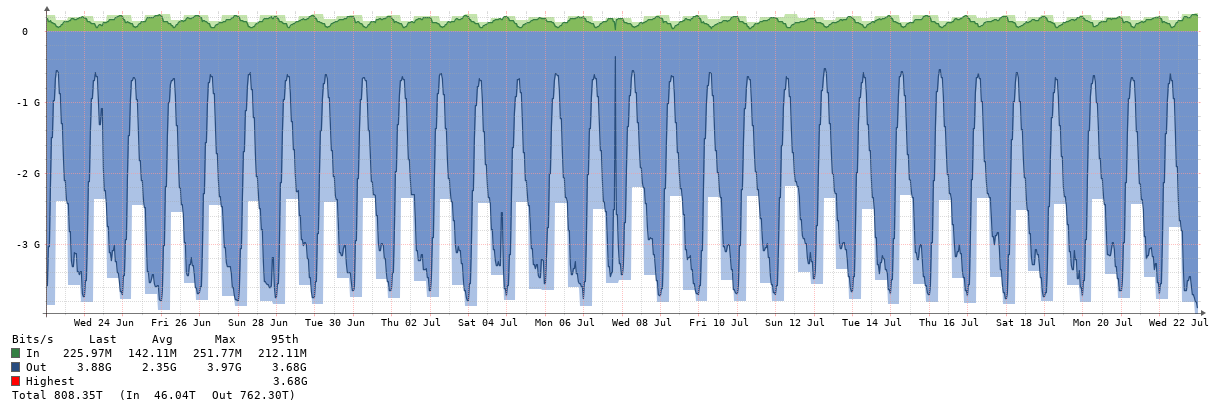 0
-1 G
-2 G
-3 G
Wed 24 Jun Fri 26 Jun Sun 28 Jun Tue 30 Jun Thu 02 Jul Sat 04 Jul Mon 06 Jul Wed 08 Jul Fri 10 Jul Sun 12 Jul Tue 14 Jul Thu 16 Jul Sat 18 Jul Mon 20 Jul Wed 22 Jul
Bits/s Last Avg Max 95th
In 225.97M 142.11M 251.77M 212.11M
Out 3.88G 2.35G 3.97G 3.68G
Highest 3.68G
Total 808.35T (In 46.04T Out 762.30T)